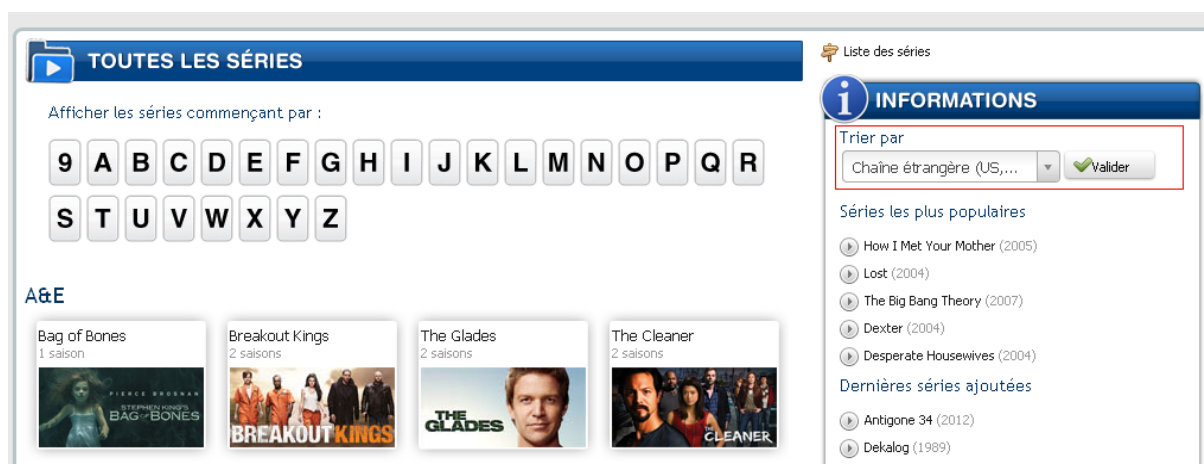 TOUTES LES SÉRIES
Afficher les séries commençant par :
9 A B C D E F G H I J K L M N O P Q R
S T U V W X Y Z
A&E
Bag of Bones
1 saison
PIERCE BROSNAN
STEPHEN KING'S
BAG OF BONES
Breakout Kings
2 saisons
BREAKOUT KINGS
The Glades
2 saisons
THE
GLADES
The Cleaner
2 saisons
THE
CLEANER
Liste des séries
INFORMATIONS
Trier par
Chaîne étrangère (US,...
Valider
Séries les plus populaires
How I Met Your Mother (2005)
Lost (2004)
The Big Bang Theory (2007)
Dexter (2004)
Desperate Housewives (2004)
Dernières séries ajoutées
Antigone 34 (2012)
Dekalog (1989)